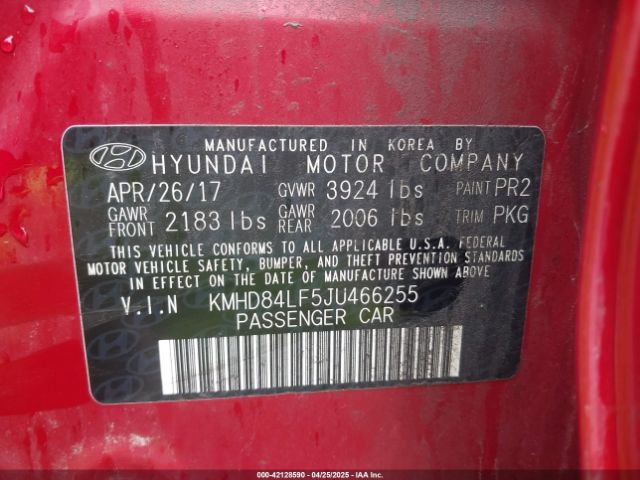 MANUFACTURED IN KOREA BY
HYUNDAI MOTOR COMPANY
APR/26/17 GVWR 3924 lbs PAINT PR2
GAWR FRONT 2183 lbs GAWR REAR 2006 lbs TRIM PKG
THIS VEHICLE CONFORMS TO ALL APPLICABLE U.S.A. FEDERAL
MOTOR VEHICLE SAFETY, BUMPER, AND THEFT PREVENTION STANDARDS
IN EFFECT ON THE DATE OF MANUFACTURE SHOWN ABOVE.
V.I.N KMHD84LF5JU466255
PASSENGER CAR
000-42128590 - 04/25/2025 - IAA Inc. (COPART)